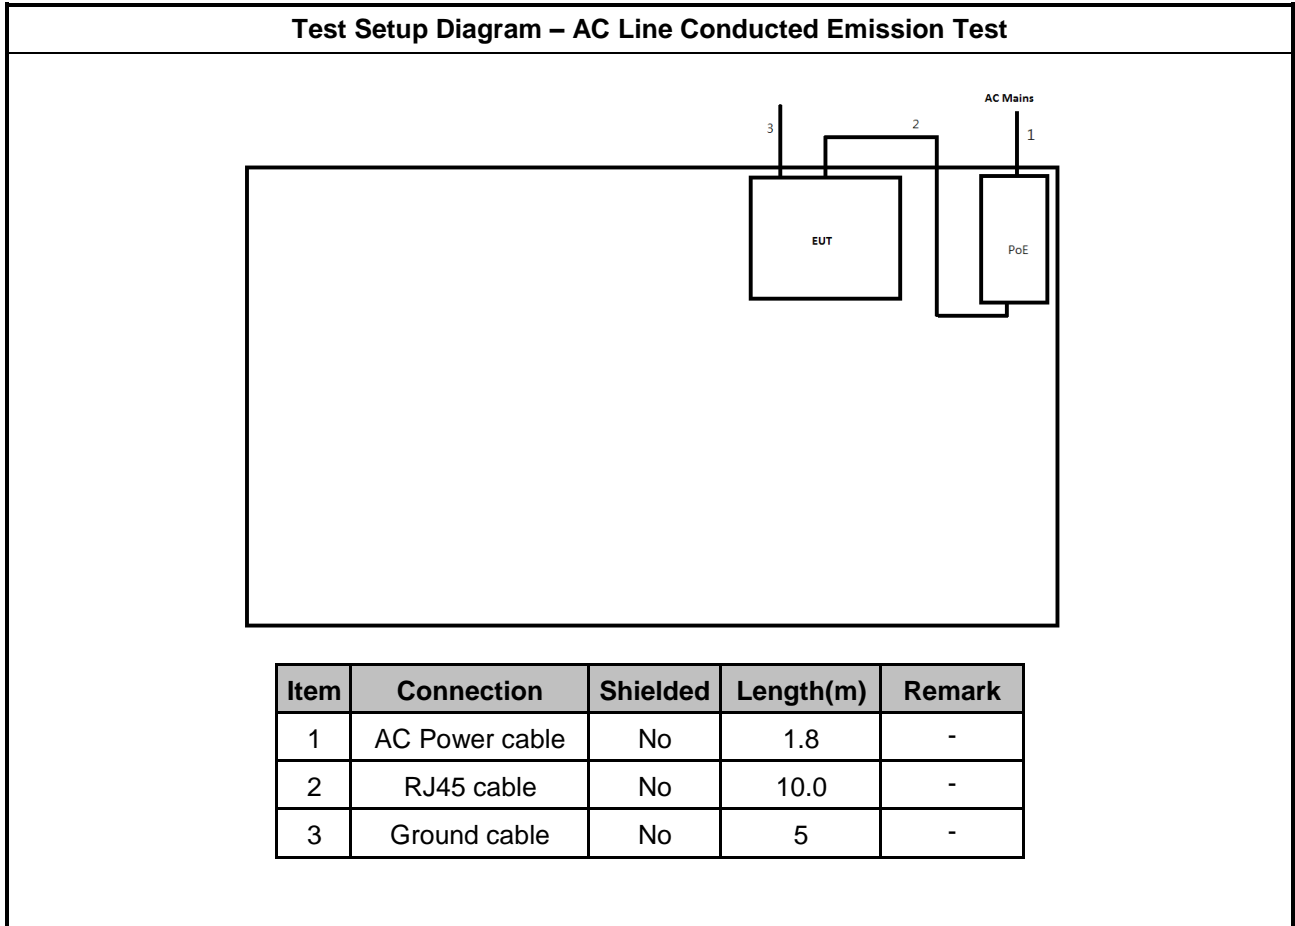 Test Setup Diagram – AC Line Conducted Emission Test
AC Mains
3
2
1
EUT
PoE
Item Connection Shielded Length(m) Remark
1 AC Power cable No 1.8 -
2 RJ45 cable No 10.0 -
3 Ground cable No 5 -